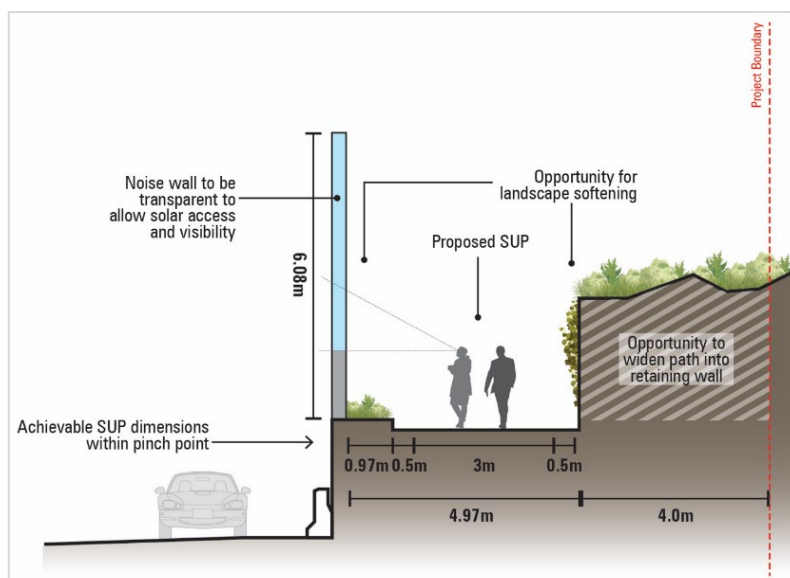 Project Boundary
Noise wall to be
transparent to
allow solar access
and visibility
6.08m
Opportunity for
landscape softening
Proposed SUP
Opportunity to
widen path into
retaining wall
Achievable SUP dimensions
within pinch point
0.97m 0.5m 3m 0.5m
4.97m 4.0m